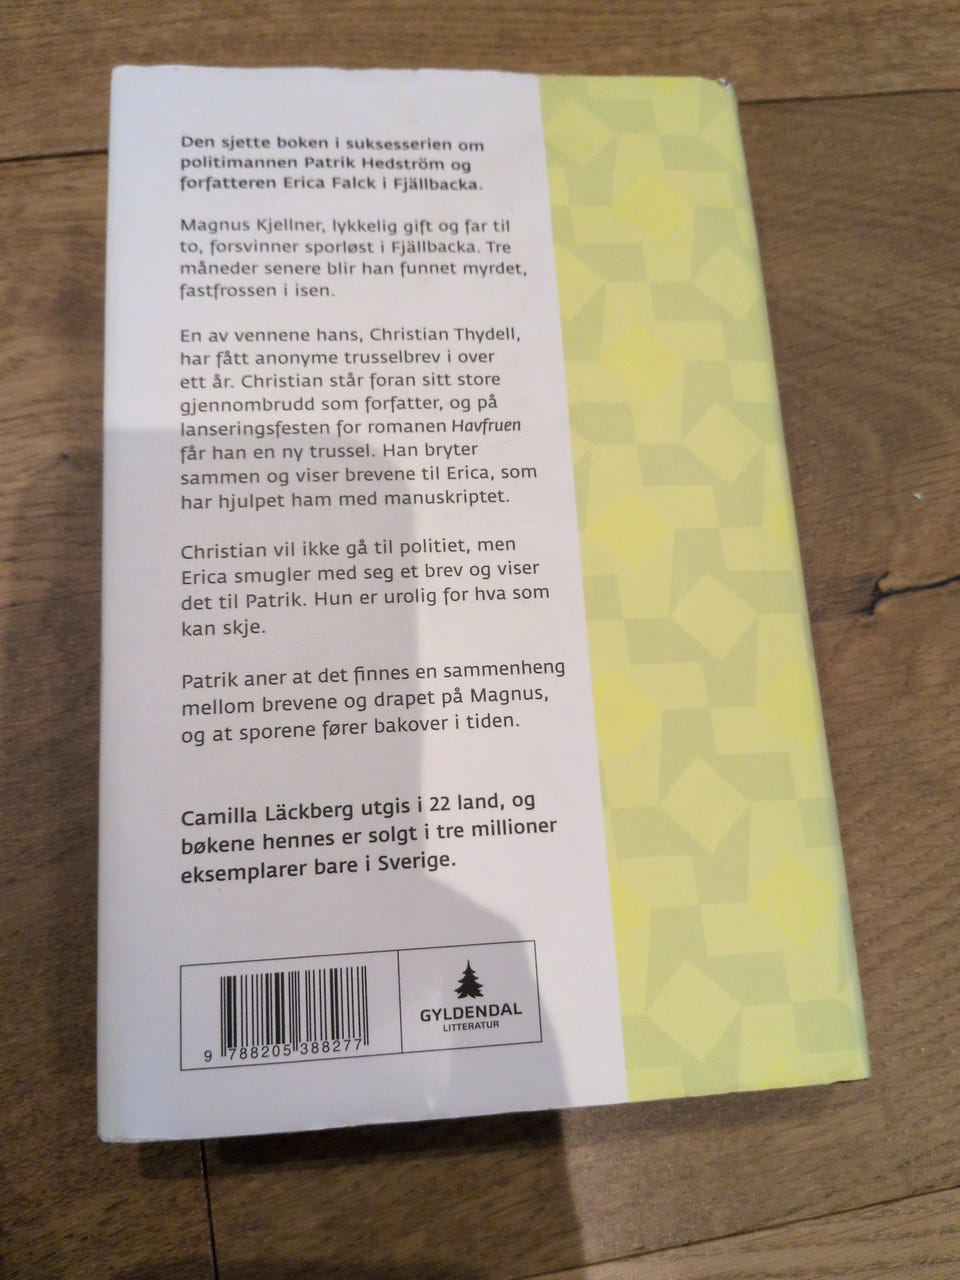 Den sjette boken i suksesserien om
politimannen Patrik Hedström og
forfatteren Erica Falck i Fjällbacka.
Magnus Kjellner, lykkelig gift og far til
to, forsvinner sporløst i Fjällbacka. Tre
måneder senere blir han funnet myrdet,
fastfrossen i isen.
En av vennene hans, Christian Thydell,
har fått anonyme trusselbrev i over
ett år. Christian står foran sitt store
gjennombrudd som forfatter, og på
lanseringsfesten for romanen Havfruen
får han en ny trussel. Han bryter
sammen og viser brevene til Erica, som
har hjulpet ham med manuskriptet.
Christian vil ikke gå til politiet, men
Erica smugler med seg et brev og viser
det til Patrik. Hun er urolig for hva som
kan skje.
Patrik aner at det finnes en sammenheng
mellom brevene og drapet på Magnus,
og at sporene fører bakover i tiden.
Camilla Läckberg utgis i 22 land, og
bøkene hennes er solgt i tre millioner
eksemplarer bare i Sverige.
9 788205 388277
GYLDENDAL
LITTERATUR